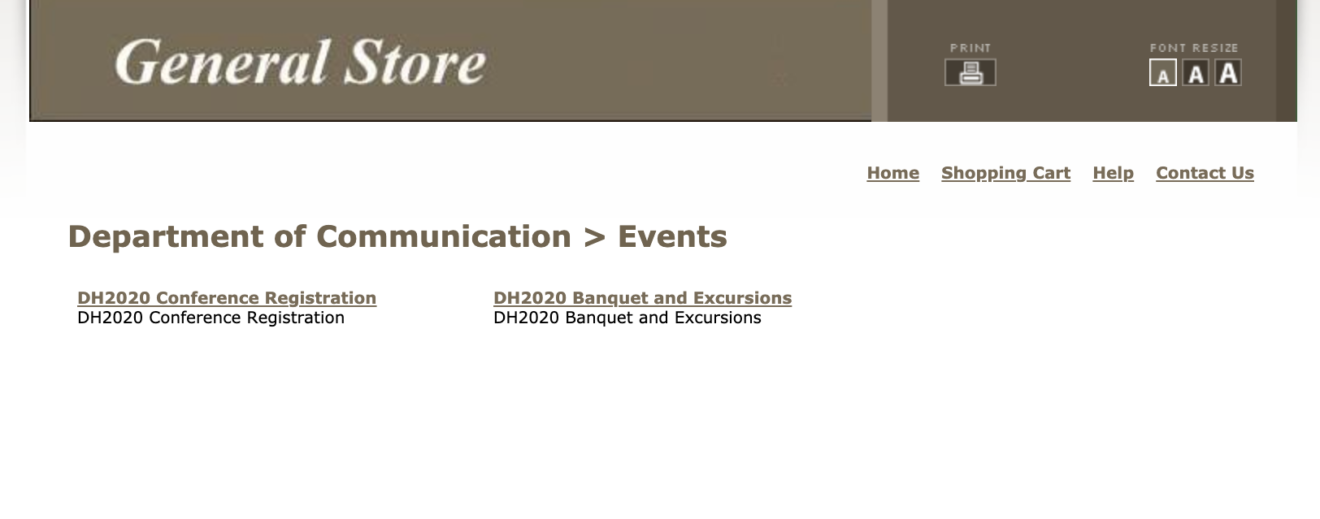 General Store
PRINT
FONT RESIZE
A A A
Home Shopping Cart Help Contact Us
Department of Communication > Events
DH2020 Conference Registration
DH2020 Conference Registration
DH2020 Banquet and Excursions
DH2020 Banquet and Excursions